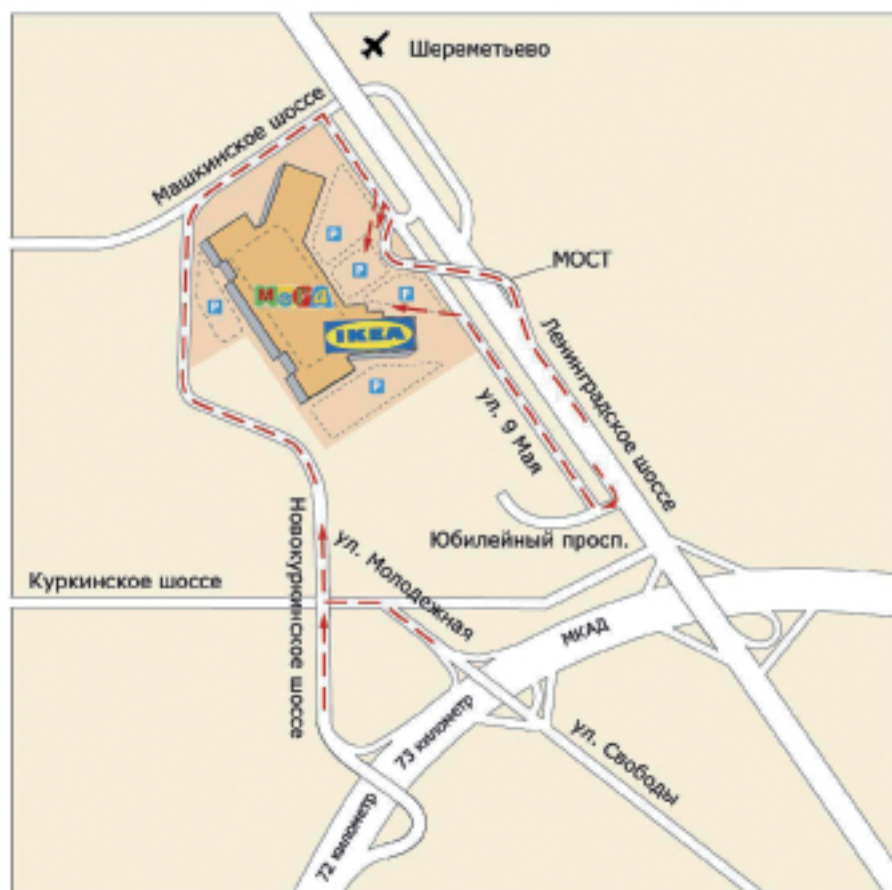 Шереметьево
Машкинское шоссе
P
МОСТ
P
P
МЕГА
P
IKEA
Ленинградское шоссе
P
ул. 9 Мая
Юбилейный просп.
Новокуркинское шоссе
ул. Молодежная
Куркинское шоссе
МКАД
73 километр
ул. Свободы
72 километр